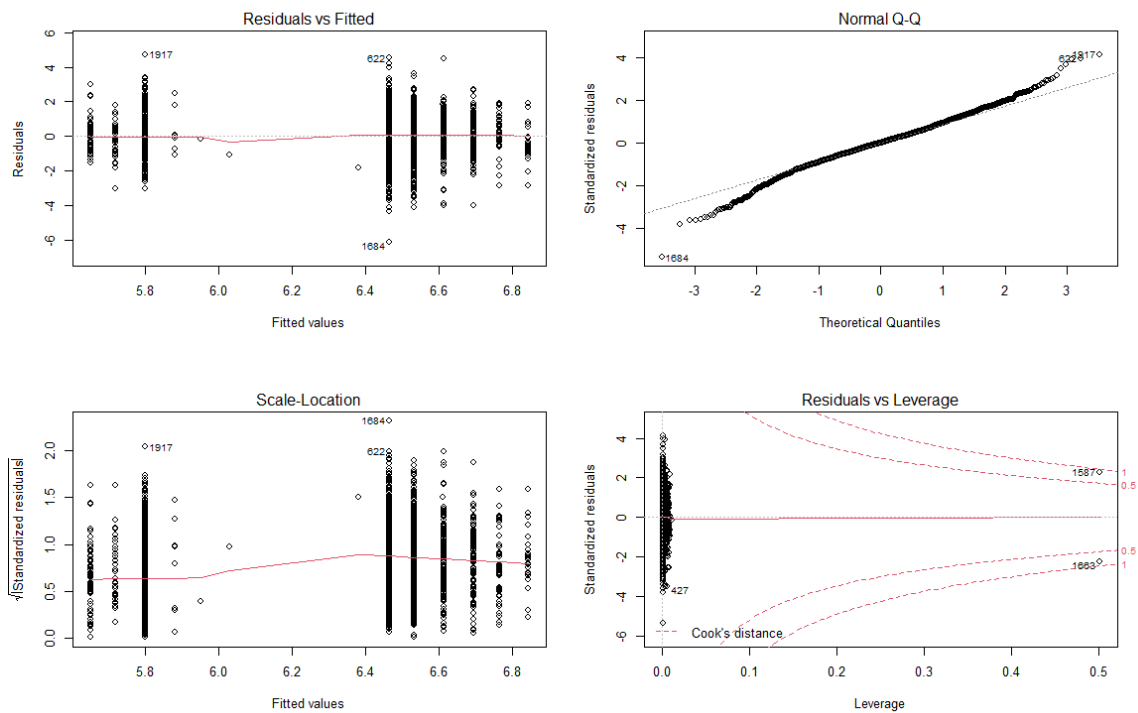 Residuals vs Fitted
6
4
2
0
-2
-4
-6
Residuals
1917
622
1684
5.8 6.0 6.2 6.4 6.6 6.8
Fitted values
Normal Q-Q
4
2
0
-2
-4
Standardized residuals
1917
622
1684
-3 -2 -1 0 1 2 3
Theoretical Quantiles
Scale-Location
2.0
1.5
1.0
0.5
0.0
√|Standardized residuals|
1684
1917
622
5.8 6.0 6.2 6.4 6.6 6.8
Fitted values
Residuals vs Leverage
4
2
0
-2
-4
-6
Standardized residuals
1587
1
0.5
0.5
1663
1
427
Cook's distance
0.0 0.1 0.2 0.3 0.4 0.5
Leverage